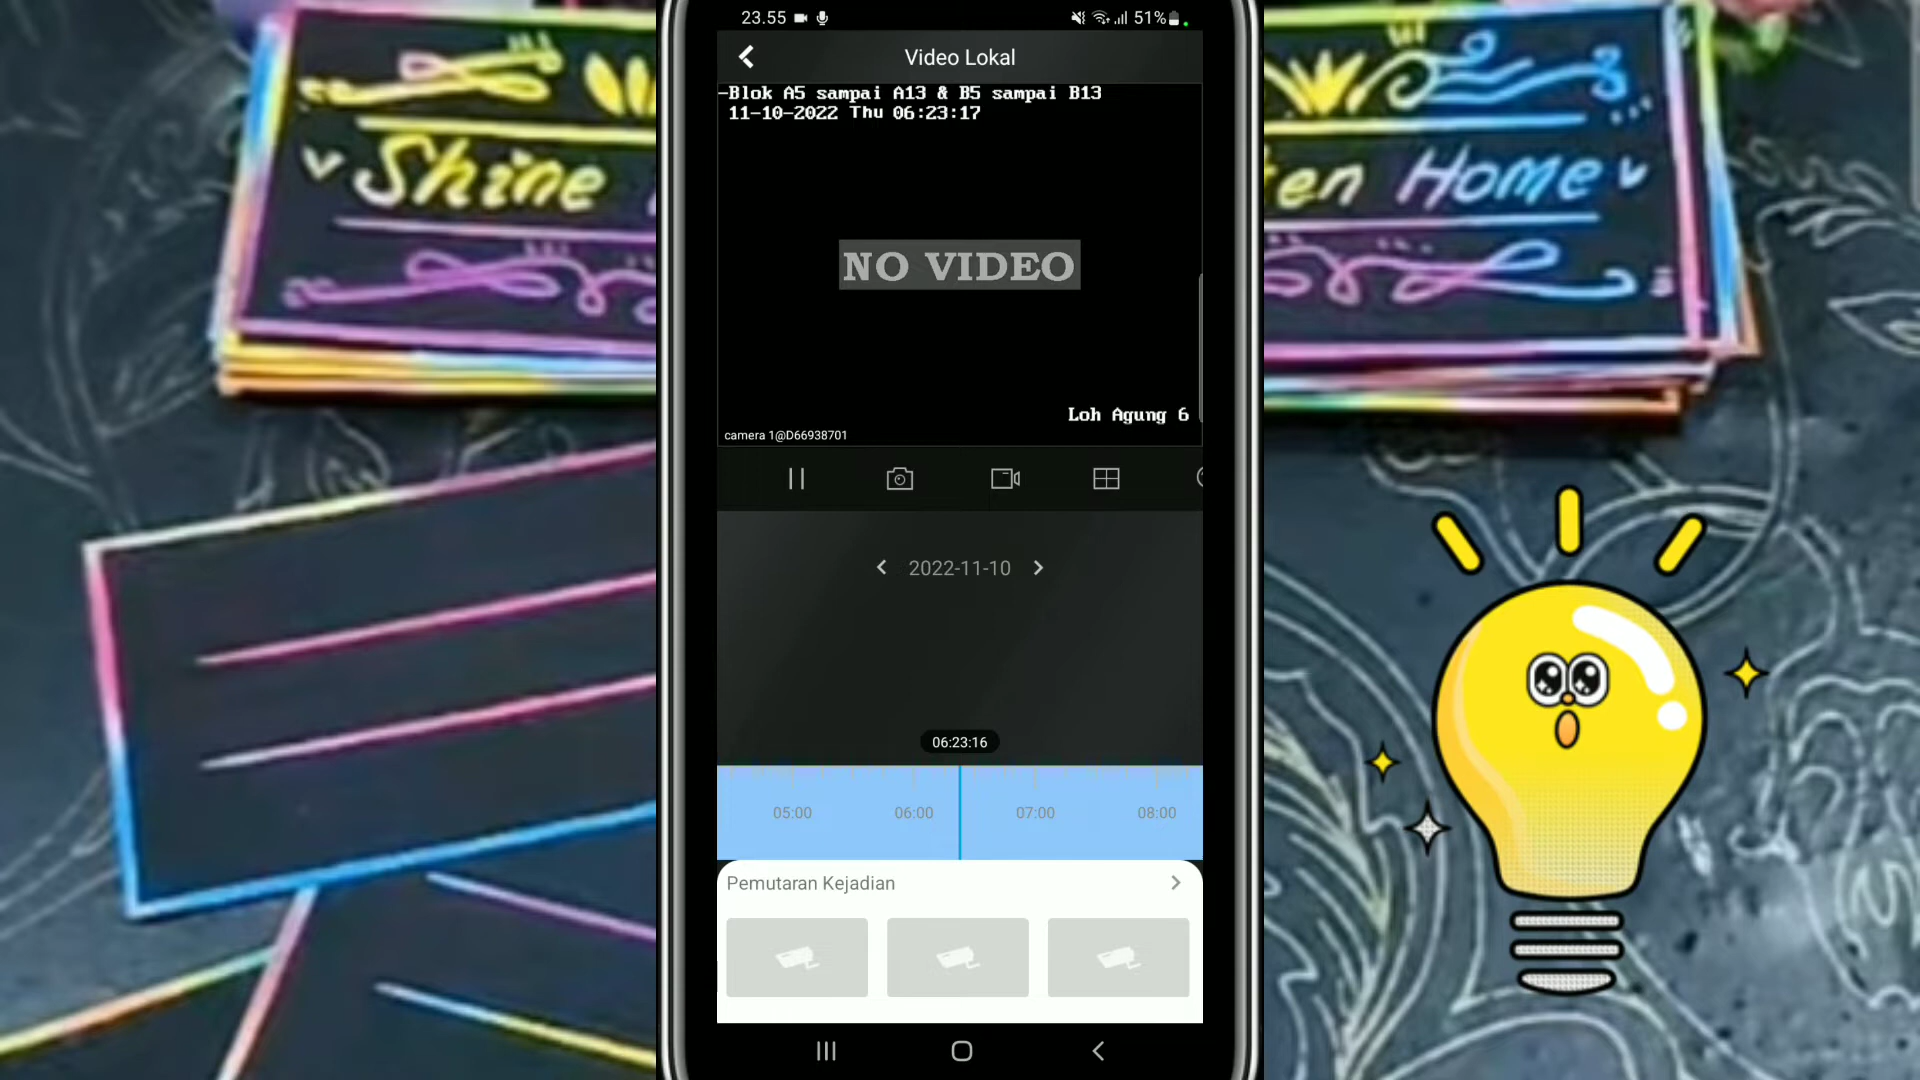 23.55
51%
Video Lokal
-Blok A5 sampai A13 & B5 sampai B13
11-10-2022 Thu 06:23:17
NO VIDEO
Loh Agung 6
camera 1@D66938701
2022-11-10
06:23:16
05:00 06:00 07:00 08:00
Pemutaran Kejadian
Shine
Home